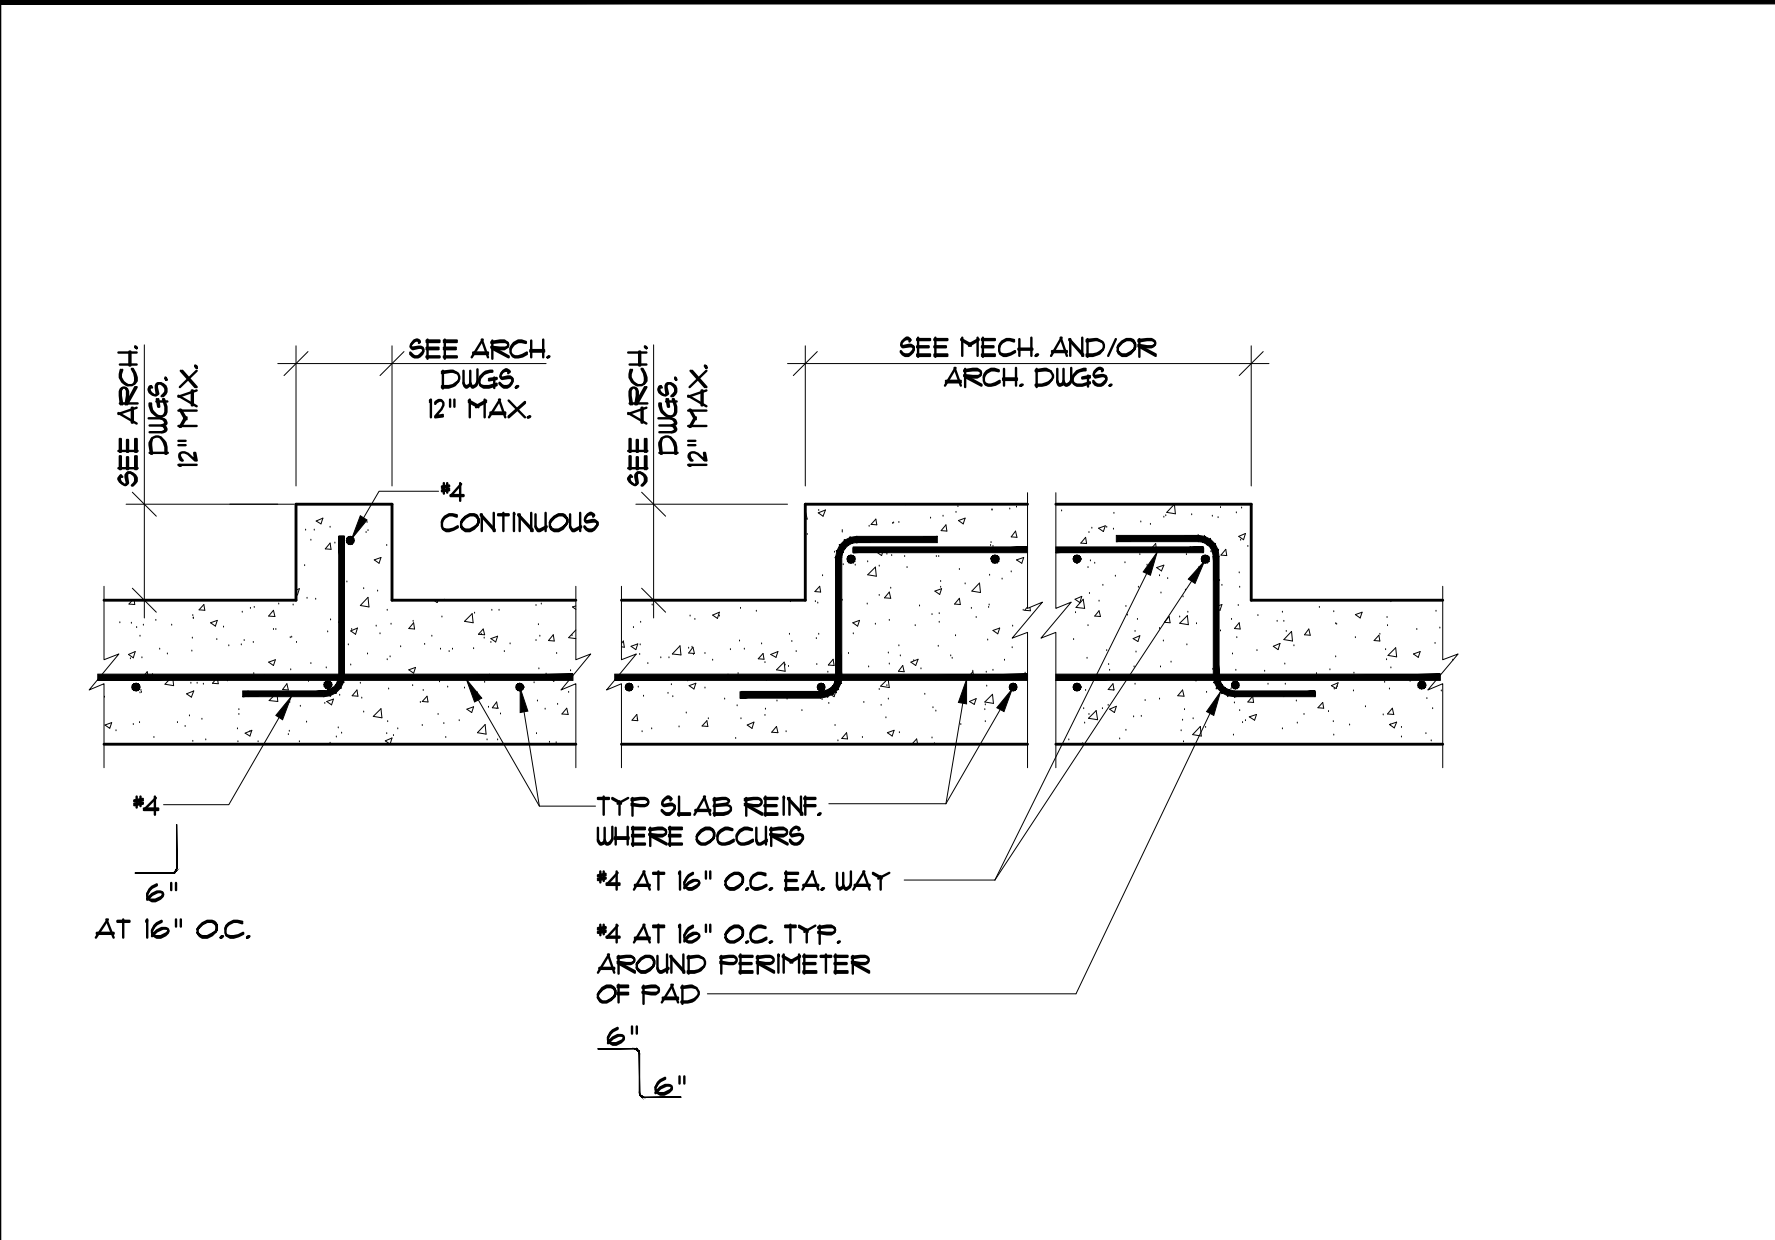 SEE ARCH.
DWGS.
12" MAX.
SEE ARCH.
DWGS.
12" MAX.
SEE ARCH.
DWGS.
12" MAX.
SEE MECH. AND/OR
ARCH. DWGS.
#4
CONTINUOUS
#4
6"
AT 16" O.C.
TYP SLAB REINF.
WHERE OCCURS
#4 AT 16" O.C. EA. WAY
#4 AT 16" O.C. TYP.
AROUND PERIMETER
OF PAD
6"
6"